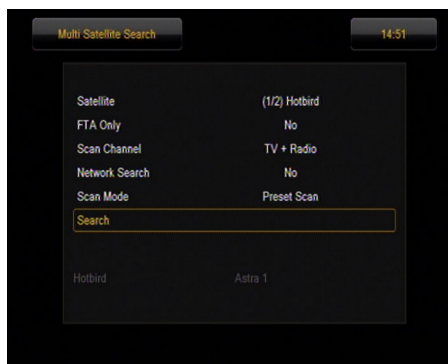 Multi Satellite Search 14:51
Satellite (1/2) Hotbird
FTA Only No
Scan Channel TV + Radio
Network Search No
Scan Mode Preset Scan
Search
Hotbird Astra 1